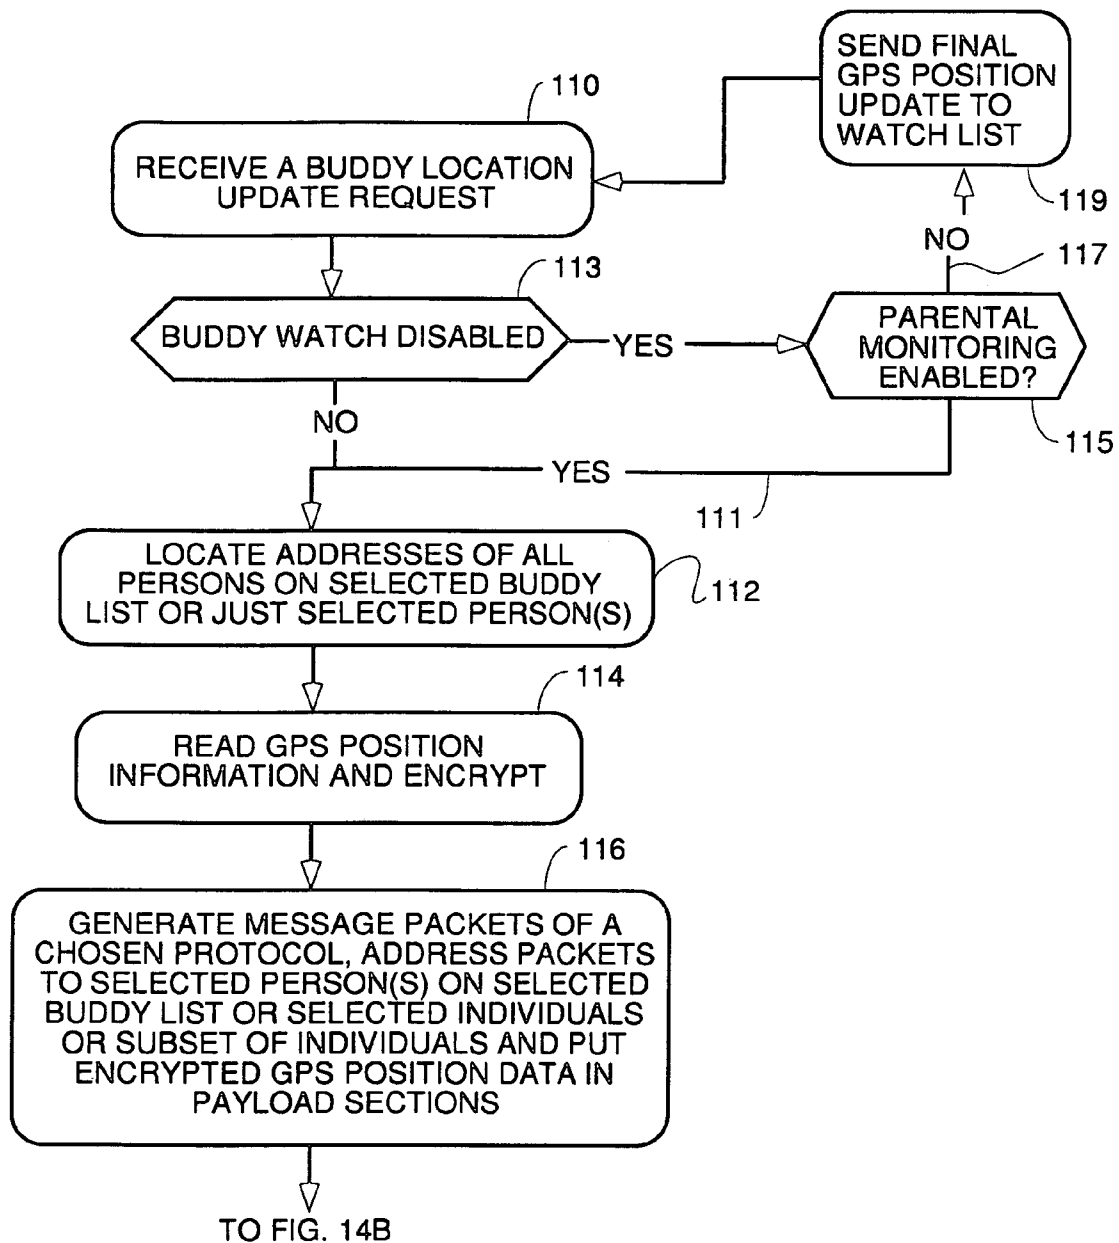 SEND FINAL
GPS POSITION
UPDATE TO
WATCH LIST
119
110
RECEIVE A BUDDY LOCATION
UPDATE REQUEST
NO
117
113
BUDDY WATCH DISABLED
YES
PARENTAL
MONITORING
ENABLED?
115
NO
YES
111
LOCATE ADDRESSES OF ALL
PERSONS ON SELECTED BUDDY
LIST OR JUST SELECTED PERSON(S)
112
114
READ GPS POSITION
INFORMATION AND ENCRYPT
116
GENERATE MESSAGE PACKETS OF A
CHOSEN PROTOCOL, ADDRESS PACKETS
TO SELECTED PERSON(S) ON SELECTED
BUDDY LIST OR SELECTED INDIVIDUALS
OR SUBSET OF INDIVIDUALS AND PUT
ENCRYPTED GPS POSITION DATA IN
PAYLOAD SECTIONS
TO FIG. 14B